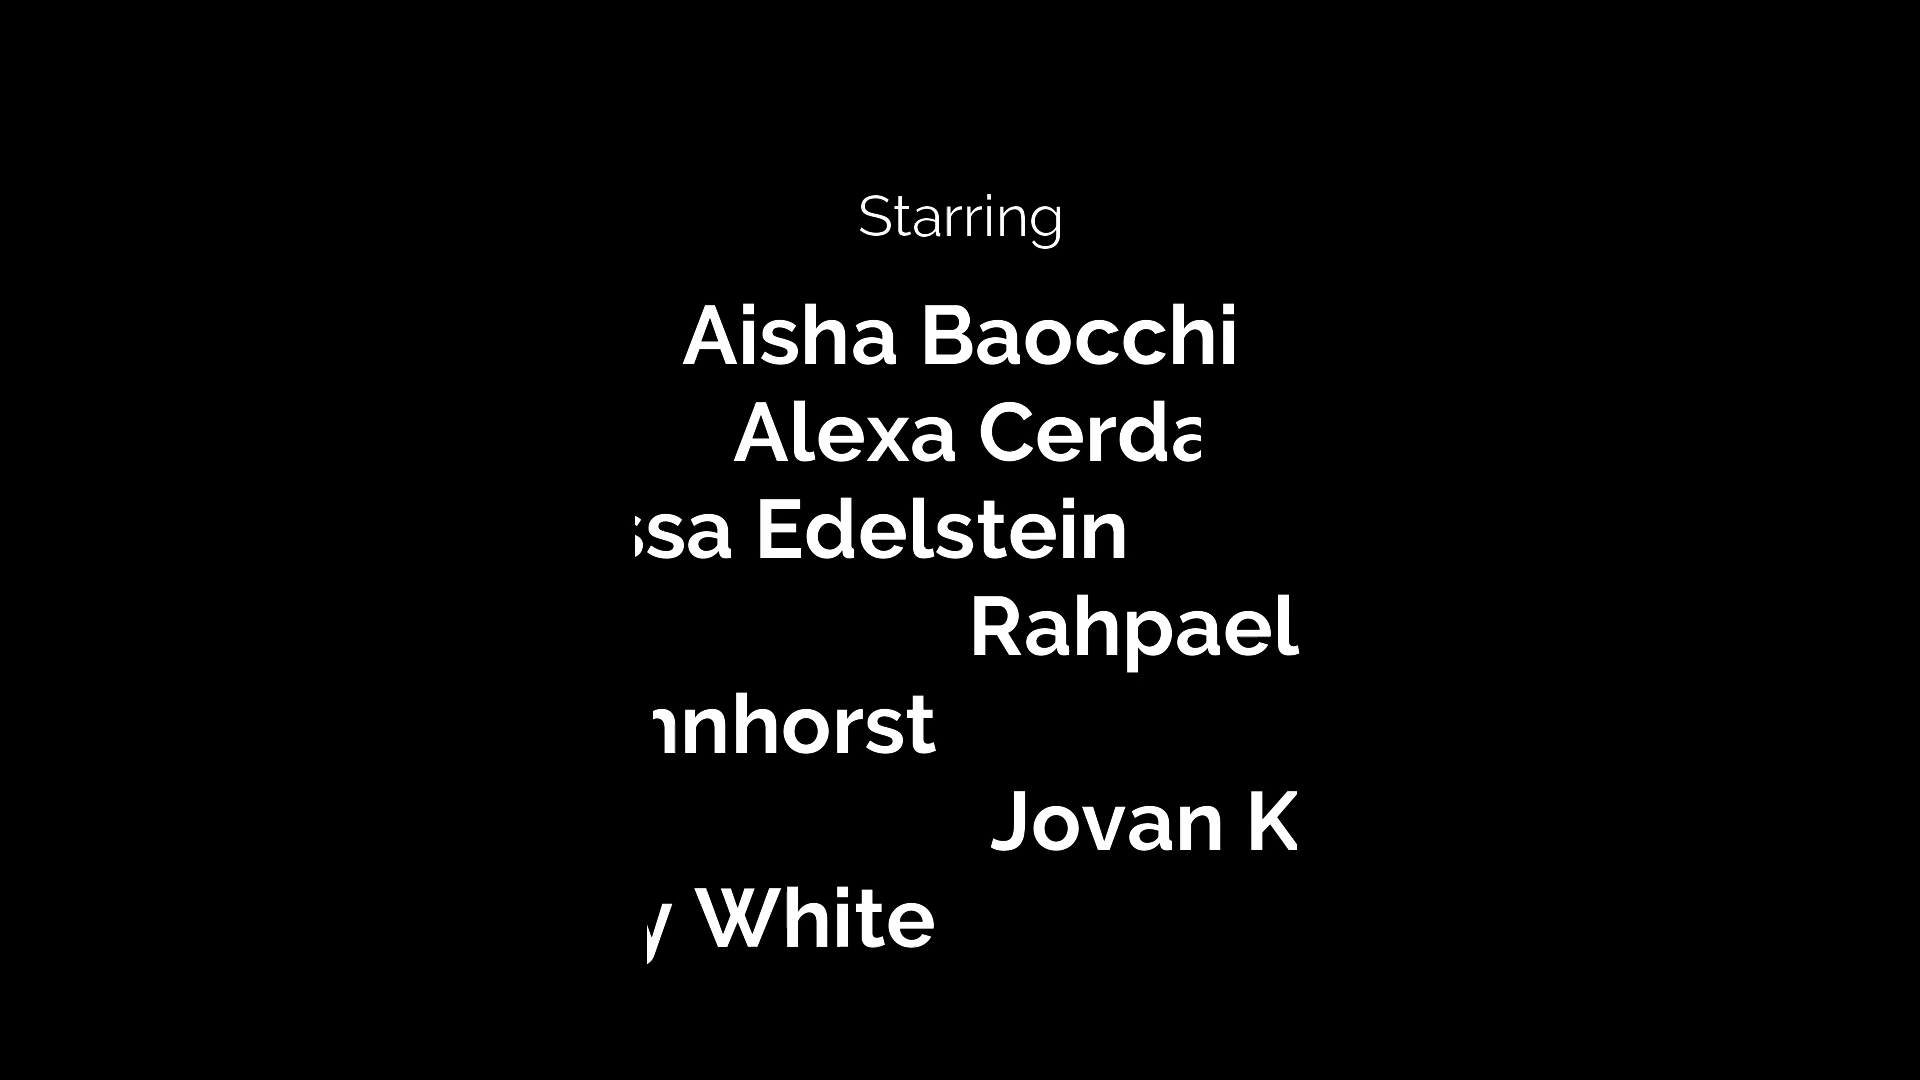 Starring
Aisha Baocchi
Alexa Cerda
Edelstein
Rahpael
Jovan K
White